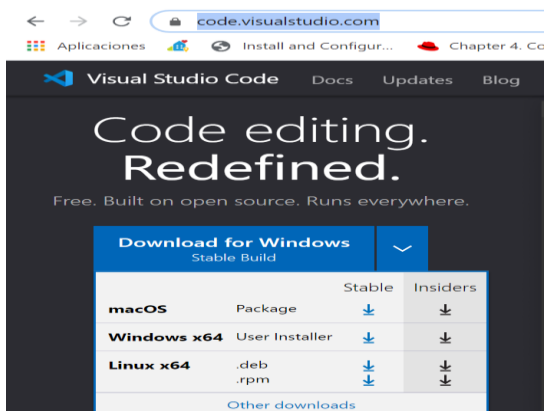 code.visualstudio.com
Aplicaciones Install and Configur... Chapter 4. Co
Visual Studio Code Docs Updates Blog
Code editing.
Redefined.
Free. Built on open source. Runs everywhere.
Download for Windows
Stable Build
Stable Insiders
macOS Package
Windows x64 User Installer
Linux x64 .deb
.rpm
Other downloads